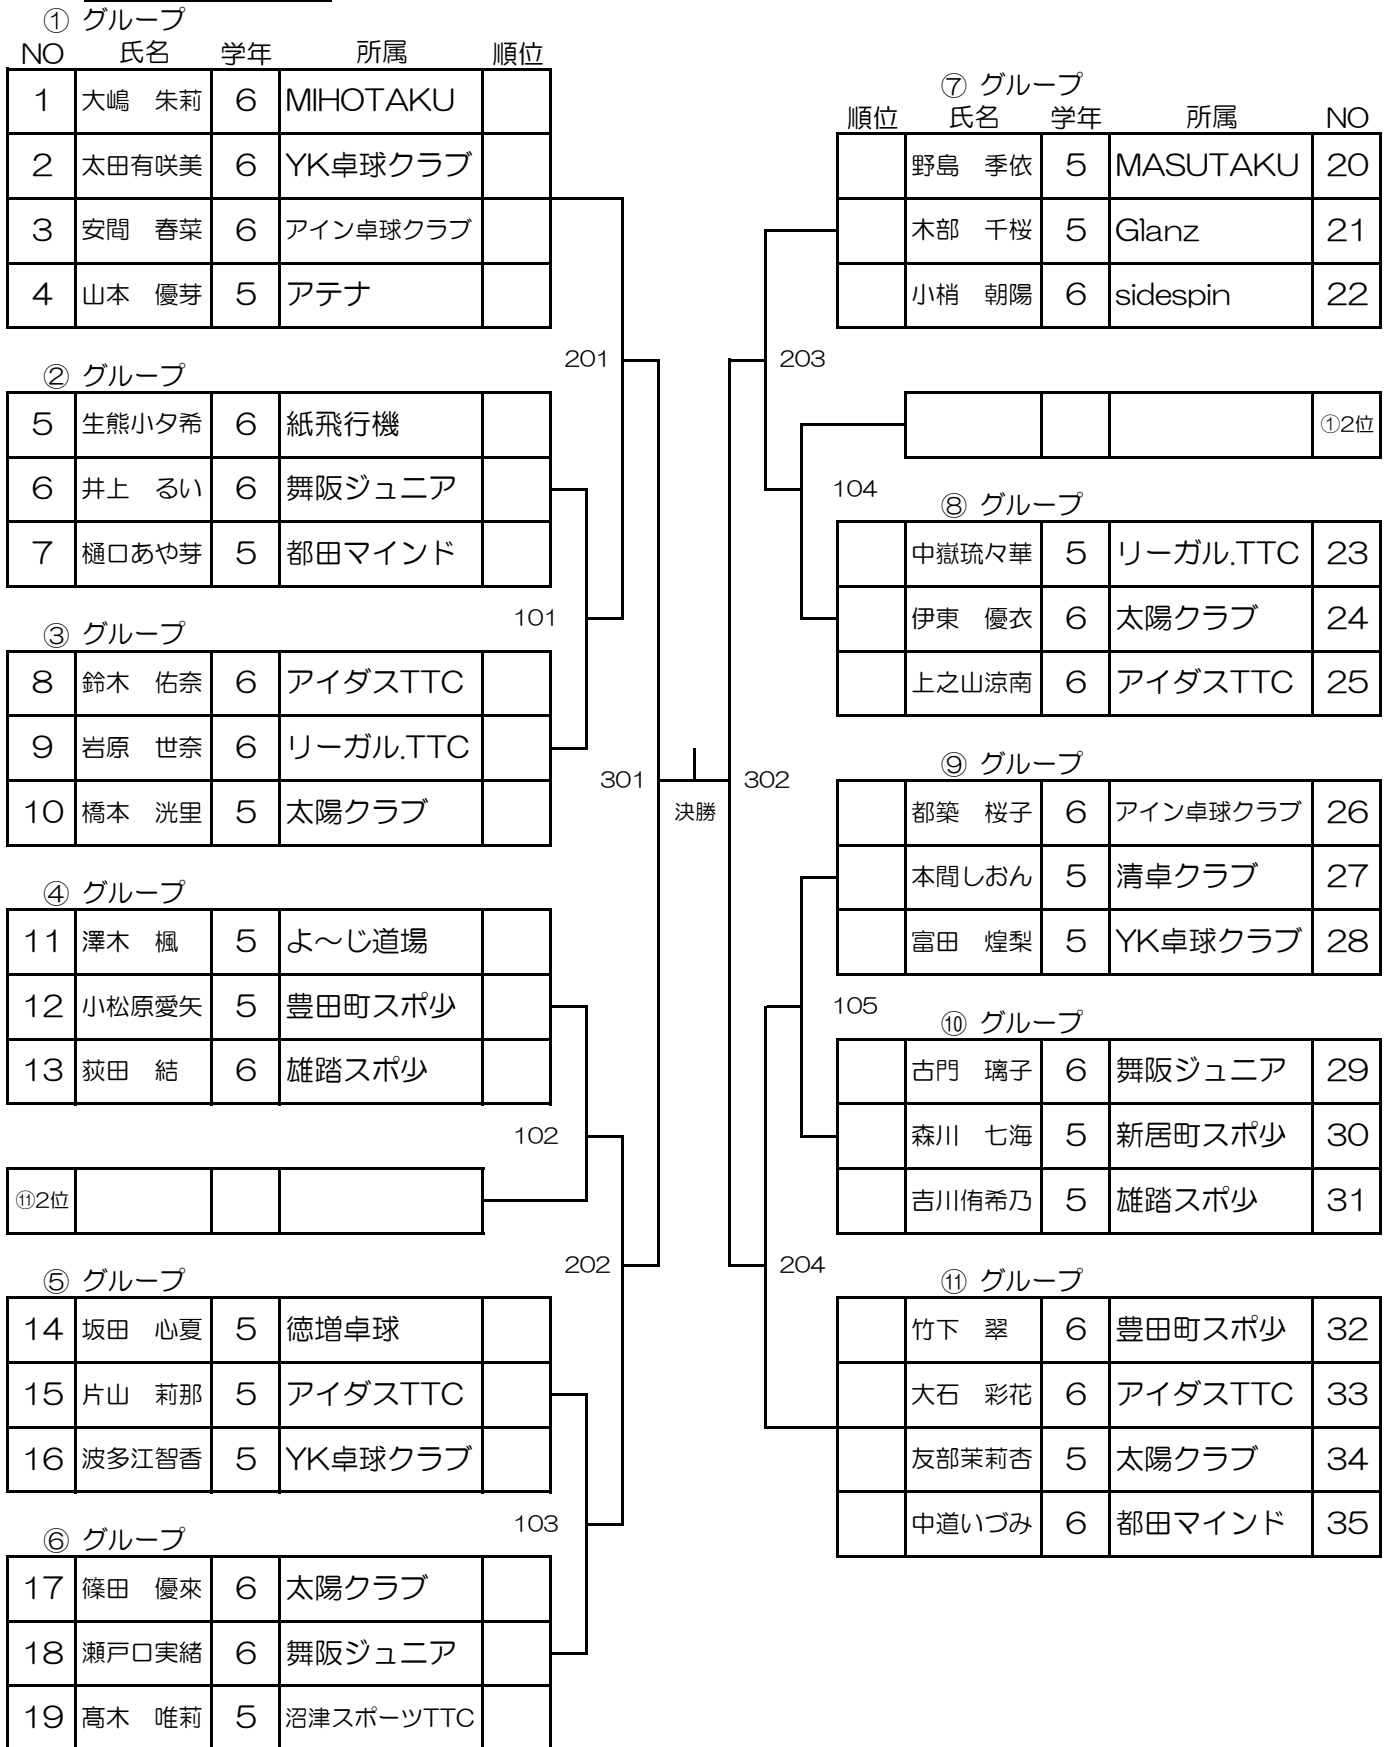 ① グループ
NO 氏名 学年 所属 順位
1 大嶋 朱莉 6 MIHOTAKU
2 太田有咲美 6 YK卓球クラブ
3 安間 春菜 6 アイン卓球クラブ
4 山本 優芽 5 アテナ
201
② グループ
5 生熊小夕希 6 紙飛行機
6 井上 るい 6 舞阪ジュニア
7 樋口あや芽 5 都田マインド
101
③ グループ
8 鈴木 佑奈 6 アイダスTTC
9 岩原 世奈 6 リーガル.TTC
10 橋本 洸里 5 太陽クラブ
301
決勝
302
④ グループ
11 澤木 楓 5 よ～じ道場
12 小松原愛矢 5 豊田町スポ少
13 荻田 結 6 雄踏スポ少
102
⑪2位
202
⑤ グループ
14 坂田 心夏 5 徳増卓球
15 片山 莉那 5 アイダスTTC
16 波多江智香 5 YK卓球クラブ
103
⑥ グループ
17 篠田 優來 6 太陽クラブ
18 瀬戸口実緒 6 舞阪ジュニア
19 髙木 唯莉 5 沼津スポーツTTC
⑦ グループ
順位 氏名 学年 所属 NO
野島 季依 5 MASUTAKU 20
木部 千桜 5 Glanz 21
小梢 朝陽 6 sidespin 22
203
①2位
104
⑧ グループ
中嶽琉々華 5 リーガル.TTC 23
伊東 優衣 6 太陽クラブ 24
上之山涼南 6 アイダスTTC 25
⑨ グループ
都築 桜子 6 アイン卓球クラブ 26
本間しおん 5 清卓クラブ 27
富田 煌梨 5 YK卓球クラブ 28
105
⑩ グループ
古門 璃子 6 舞阪ジュニア 29
森川 七海 5 新居町スポ少 30
吉川侑希乃 5 雄踏スポ少 31
204
⑪ グループ
竹下 翠 6 豊田町スポ少 32
大石 彩花 6 アイダスTTC 33
友部茉莉杏 5 太陽クラブ 34
中道いづみ 6 都田マインド 35